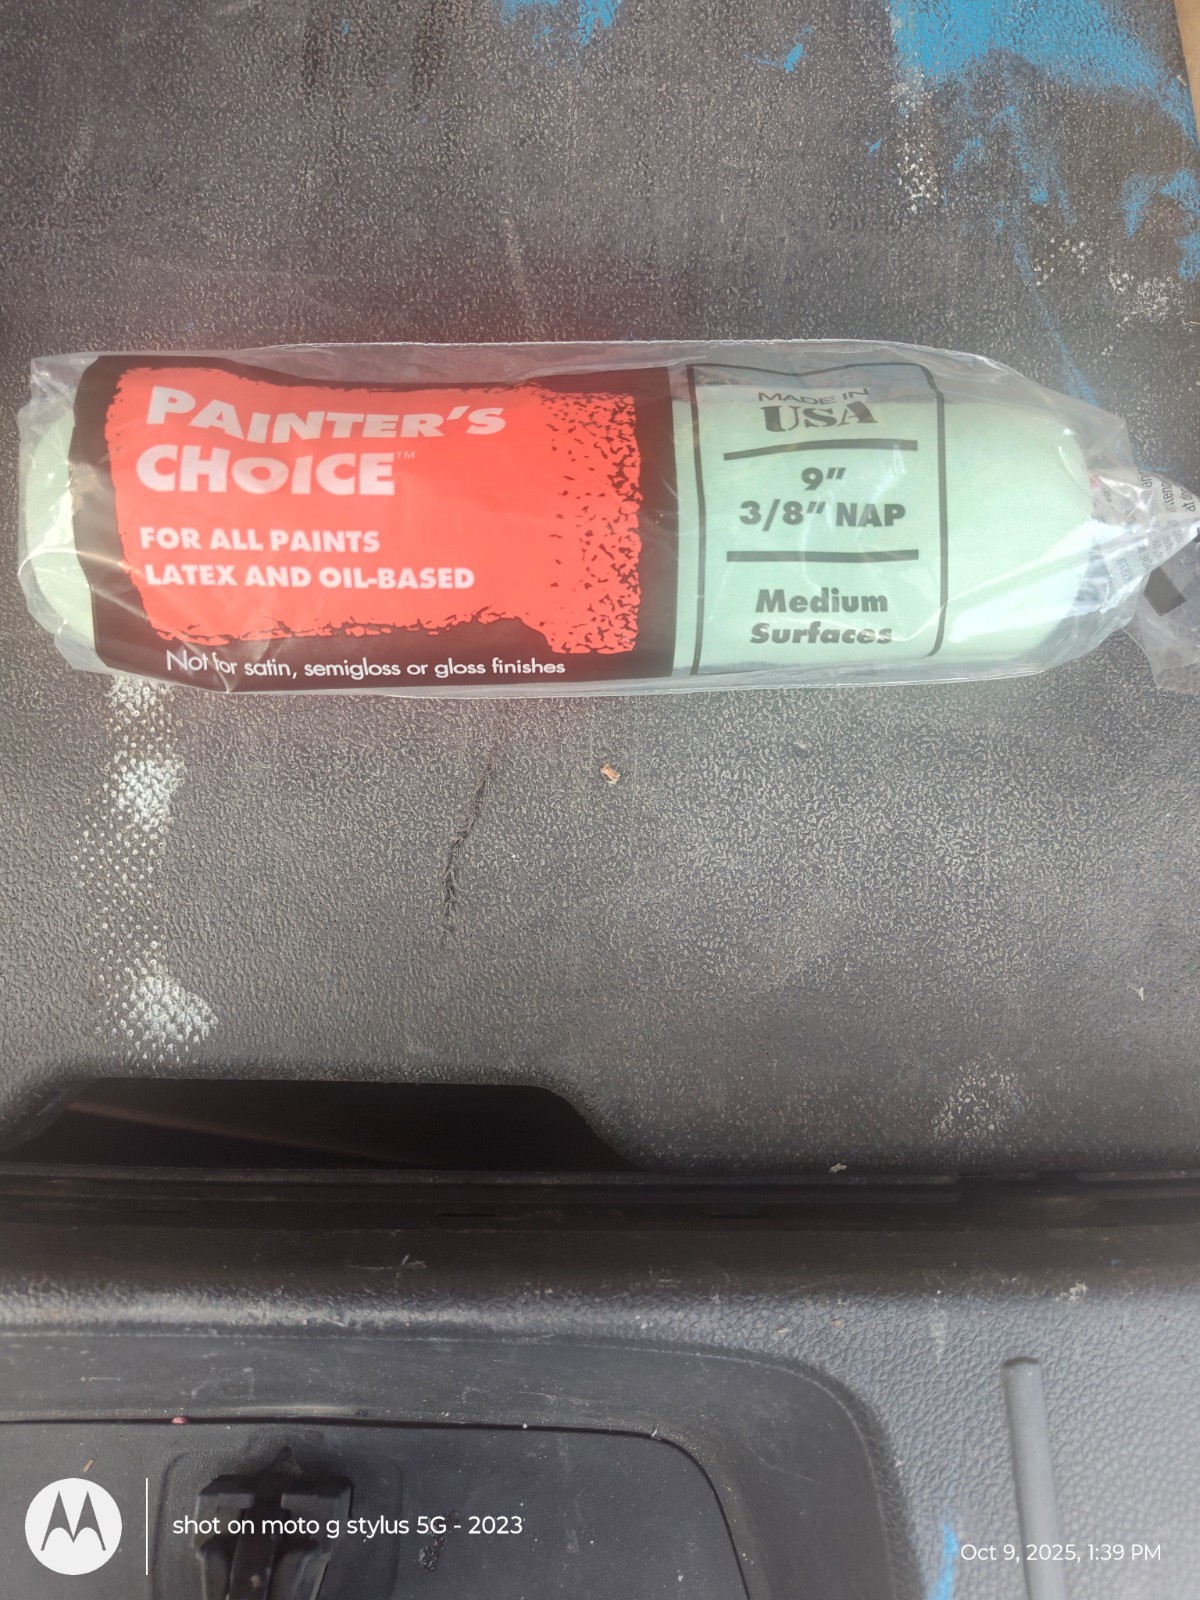 PAINTER'S
CHOICE™
FOR ALL PAINTS
LATEX AND OIL-BASED
Not for satin, semigloss or gloss finishes
MADE IN
USA
9"
3/8" NAP
Medium
Surfaces
shot on moto g stylus 5G - 2023
Oct 9, 2025, 1:39 PM